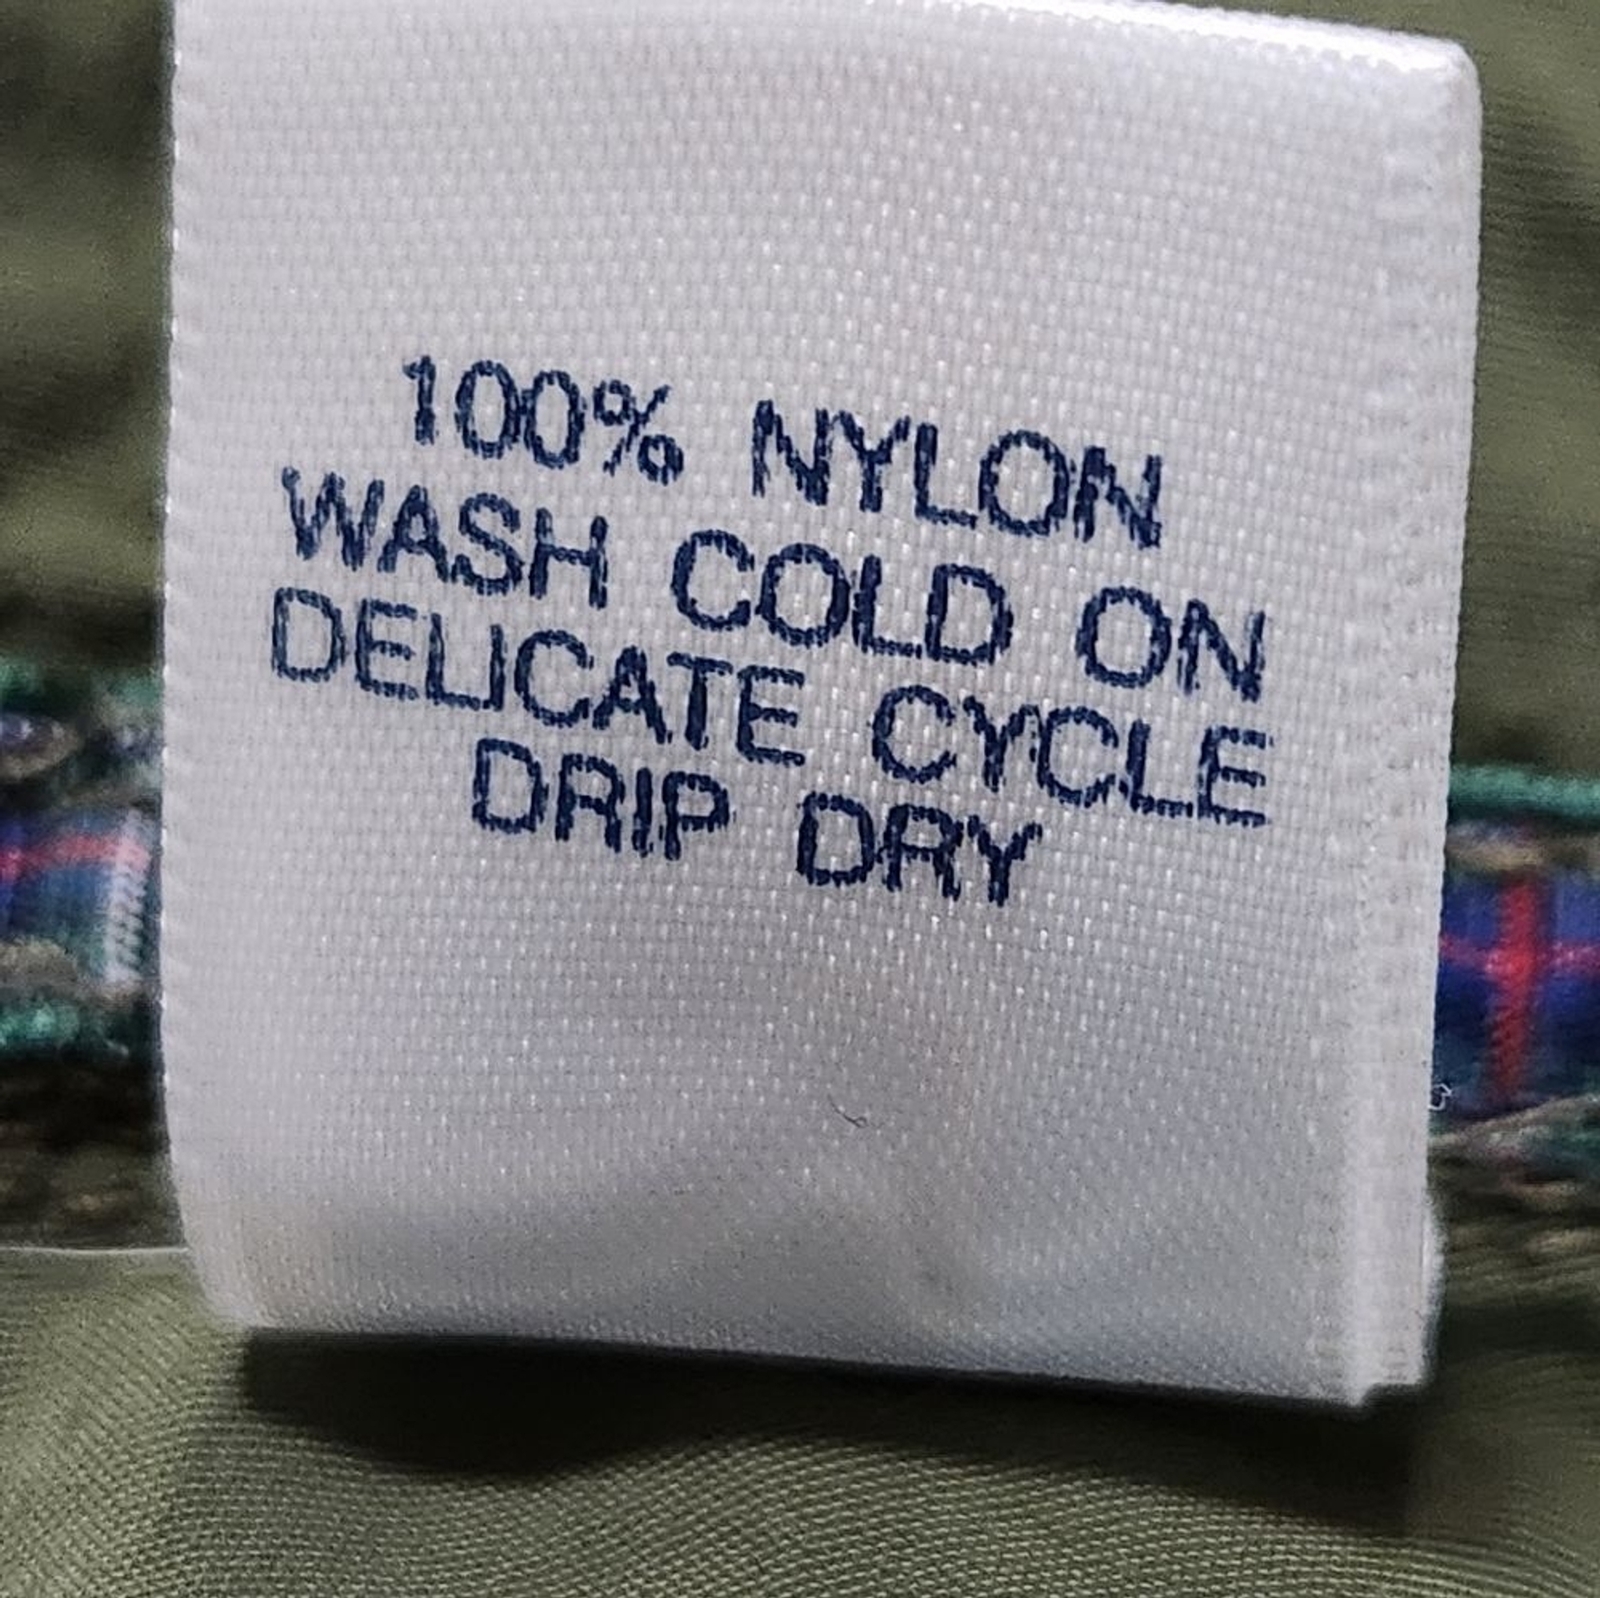 100% NYLON
WASH COLD ON
DELICATE CYCLE
DRIP DRY